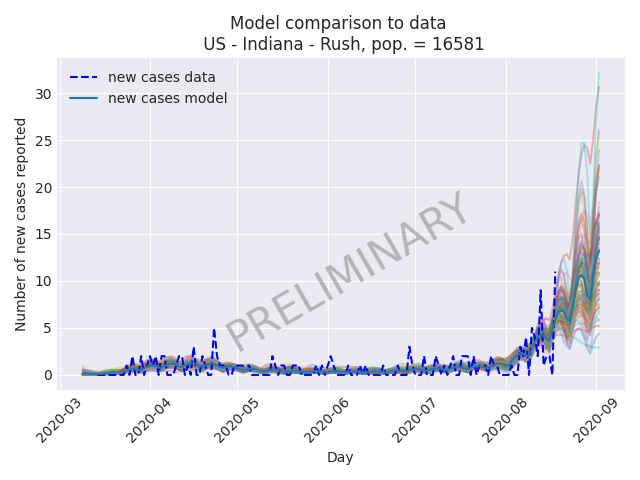 Model comparison to data
US - Indiana - Rush, pop. = 16581
new cases data
new cases model
Number of new cases reported
30
25
20
15
10
5
0
PRELIMINARY
2020-03
2020-04
2020-05
2020-06
2020-07
2020-08
2020-09
Day